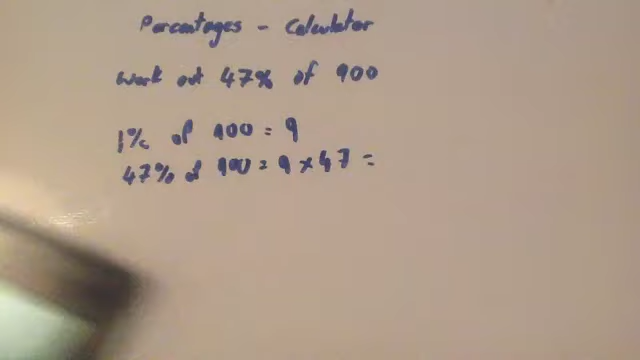 Percentages - Calculator
Work out 47% of 900
1% of 900 = 9
47% of 900 = 9 × 47 =